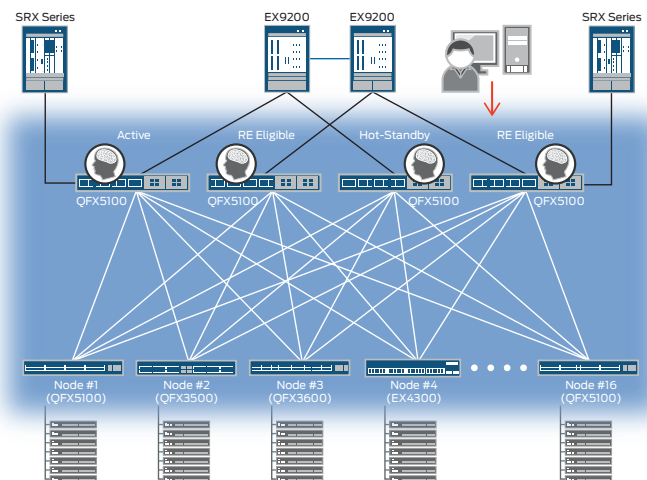 SRX Series
EX9200
EX9200
SRX Series
Active
RE Eligible
Hot-Standby
RE Eligible
QFX5100
QFX5100
QFX5100
QFX5100
Node #1
(QFX5100)
Node #2
(QFX3500)
Node #3
(QFX3600)
Node #4
(EX4300)
Node #16
(QFX5100)